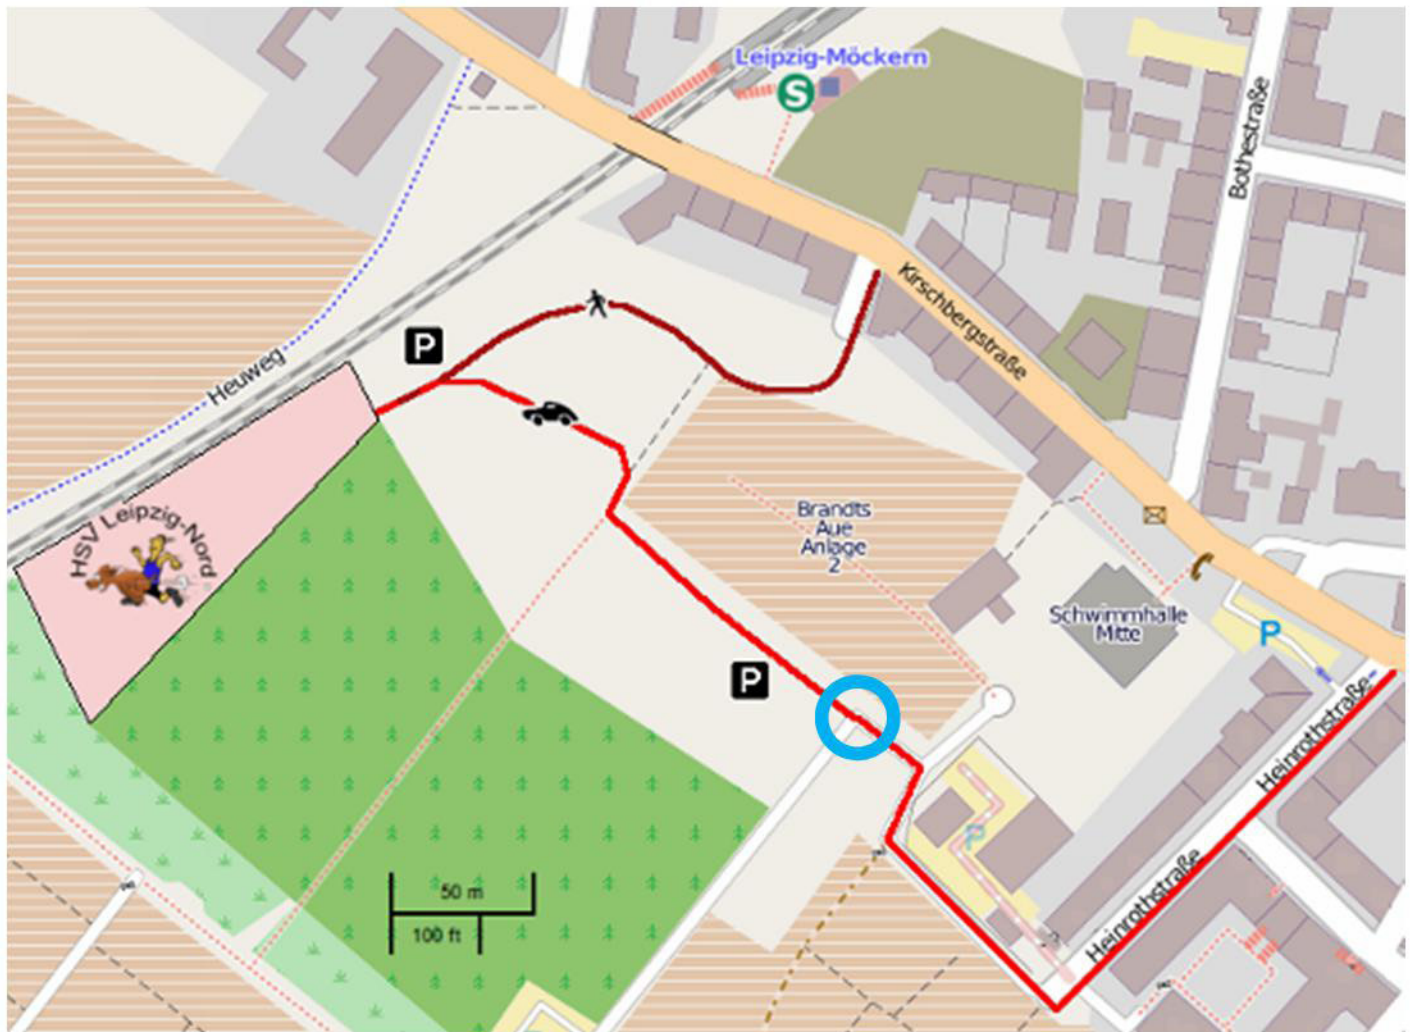 Leipzig-Möckern
S
Bothestraße
Kirschbergstraße
P
Heuweg
HSV Leipzig-Nord
Brandts
Aue
Anlage
2
Schwimmhalle
Mitte
P
P
Heinrothstraße
P
Heinrothstraße
50 m
100 ft